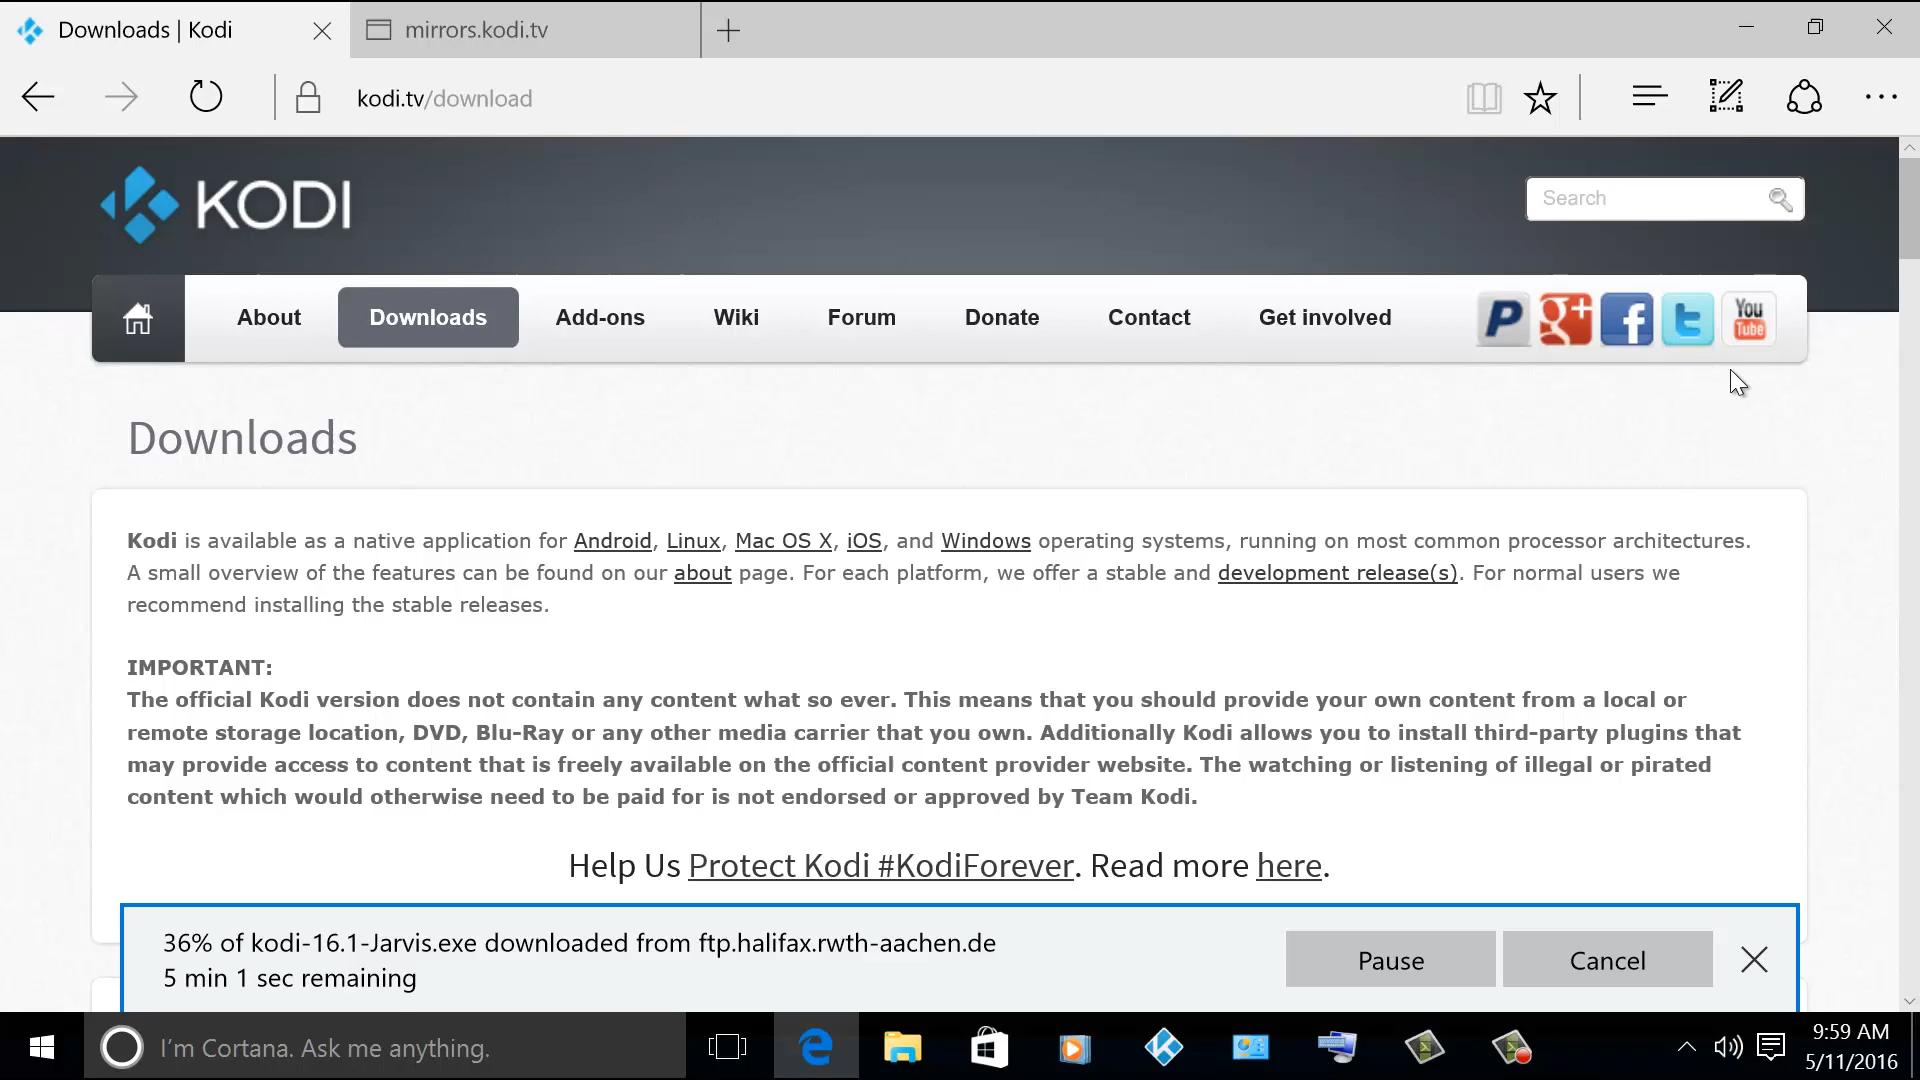 Downloads | Kodi
mirrors.kodi.tv
kodi.tv/download
KODI
Search
About
Downloads
Add-ons
Wiki
Forum
Donate
Contact
Get involved
You
Tube
Downloads
Kodi is available as a native application for Android, Linux, Mac OS X, iOS, and Windows operating systems, running on most common processor architectures.
A small overview of the features can be found on our about page. For each platform, we offer a stable and development release(s). For normal users we
recommend installing the stable releases.
IMPORTANT:
The official Kodi version does not contain any content what so ever. This means that you should provide your own content from a local or
remote storage location, DVD, Blu-Ray or any other media carrier that you own. Additionally Kodi allows you to install third-party plugins that
may provide access to content that is freely available on the official content provider website. The watching or listening of illegal or pirated
content which would otherwise need to be paid for is not endorsed or approved by Team Kodi.
Help Us Protect Kodi #KodiForever. Read more here.
36% of kodi-16.1-Jarvis.exe downloaded from ftp.halifax.rwth-aachen.de
5 min 1 sec remaining
Pause
Cancel
I'm Cortana. Ask me anything.
9:59 AM
5/11/2016